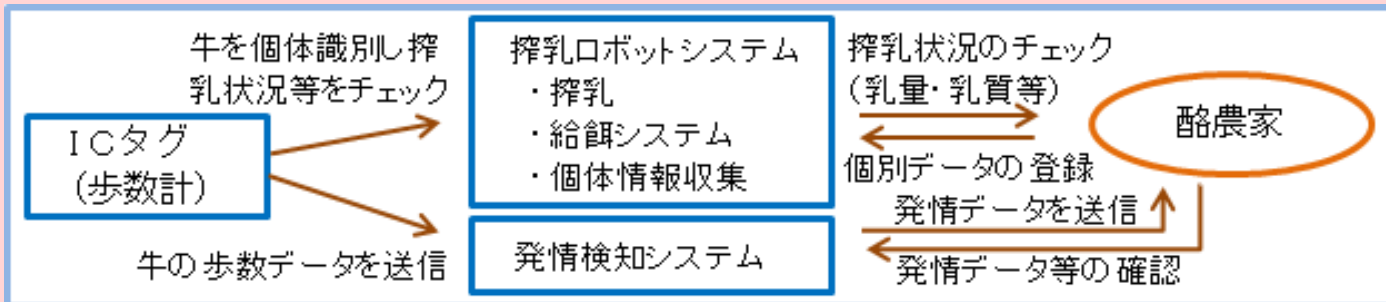 牛を個体識別し搾
乳状況等をチェック
ICタグ
(歩数計)
牛の歩数データを送信
搾乳ロボットシステム
・搾乳
・給餌システム
・個体情報収集
発情検知システム
搾乳状況のチェック
(乳量・乳質等)
個別データの登録
発情データを送信
発情データ等の確認
酪農家